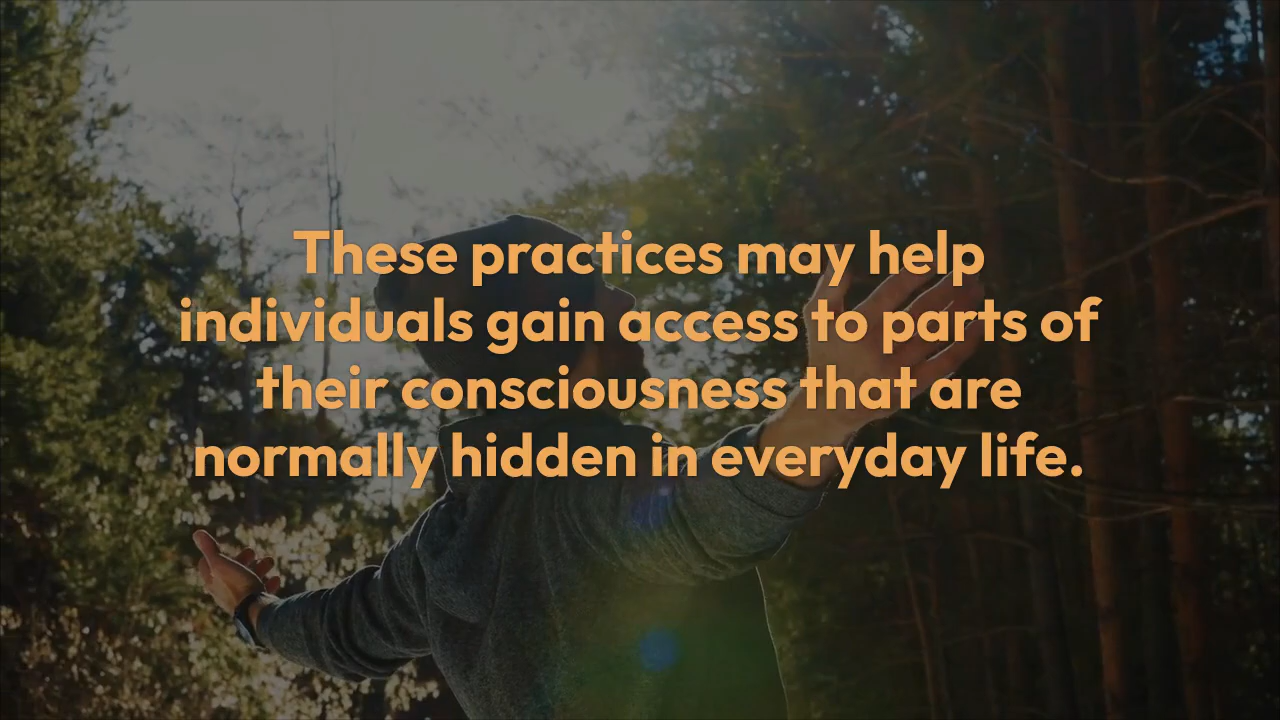 These practices may help
individuals gain access to parts of
their consciousness that are
normally hidden in everyday life.